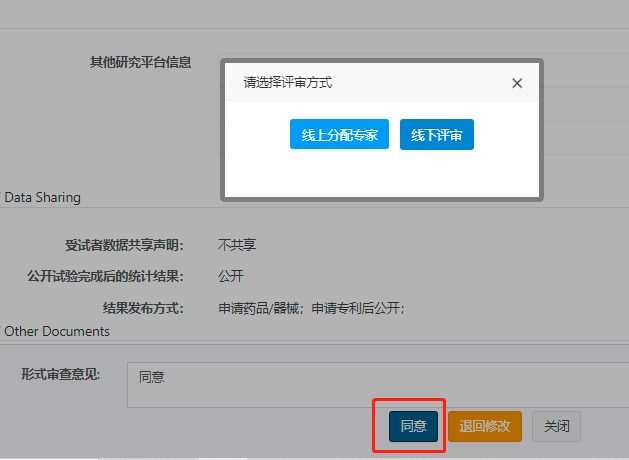 其他研究平台信息
请选择评审方式
线上分配专家 线下评审
Data Sharing
受试者数据共享声明： 不共享
公开试验完成后的统计结果： 公开
结果发布方式： 申请药品/器械；申请专利后公开；
Other Documents
形式审查意见: 同意
同意 退回修改 关闭